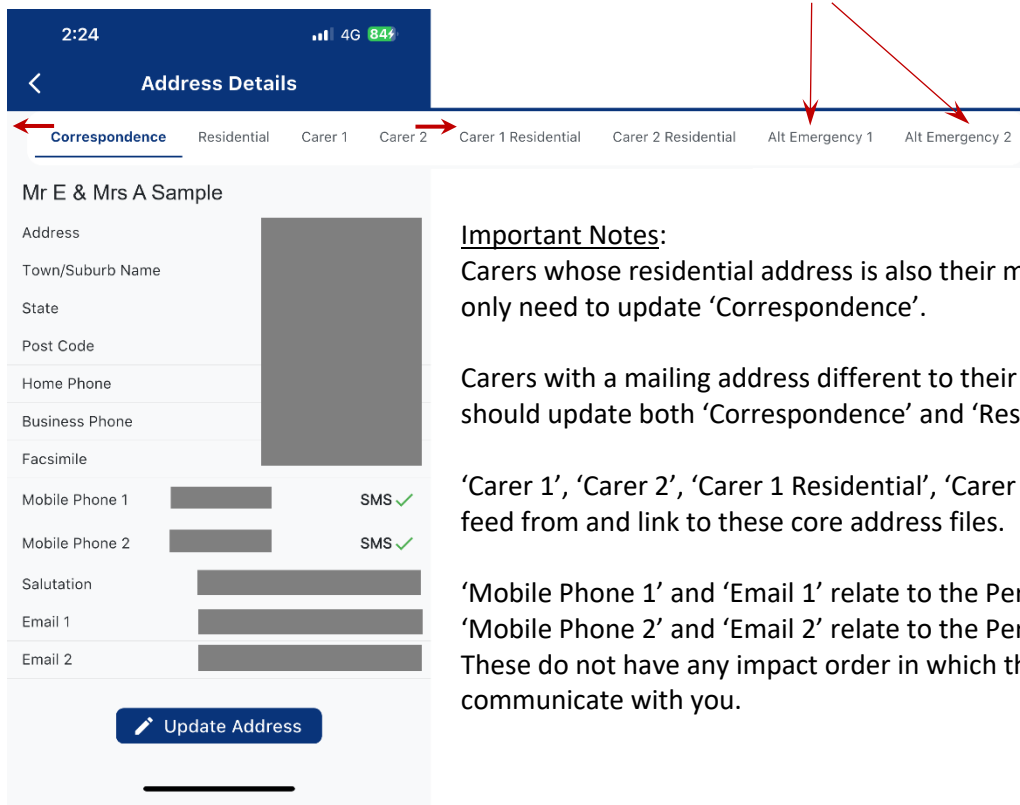 2:24 4G 84
Address Details
Correspondence Residential Carer 1 Carer 2 Carer 1 Residential Carer 2 Residential Alt Emergency 1 Alt Emergency 2
Mr E & Mrs A Sample
Address
Town/Suburb Name
State
Post Code
Home Phone
Business Phone
Facsimile
Mobile Phone 1 SMS
Mobile Phone 2 SMS
Salutation
Email 1
Email 2
Update Address
Important Notes:
Carers whose residential address is also their m
only need to update ‘Correspondence’.
Carers with a mailing address different to their
should update both ‘Correspondence’ and ‘Res
‘Carer 1’, ‘Carer 2’, ‘Carer 1 Residential’, ‘Carer
feed from and link to these core address files.
‘Mobile Phone 1’ and ‘Email 1’ relate to the Per
‘Mobile Phone 2’ and ‘Email 2’ relate to the Per
These do not have any impact order in which th
communicate with you.